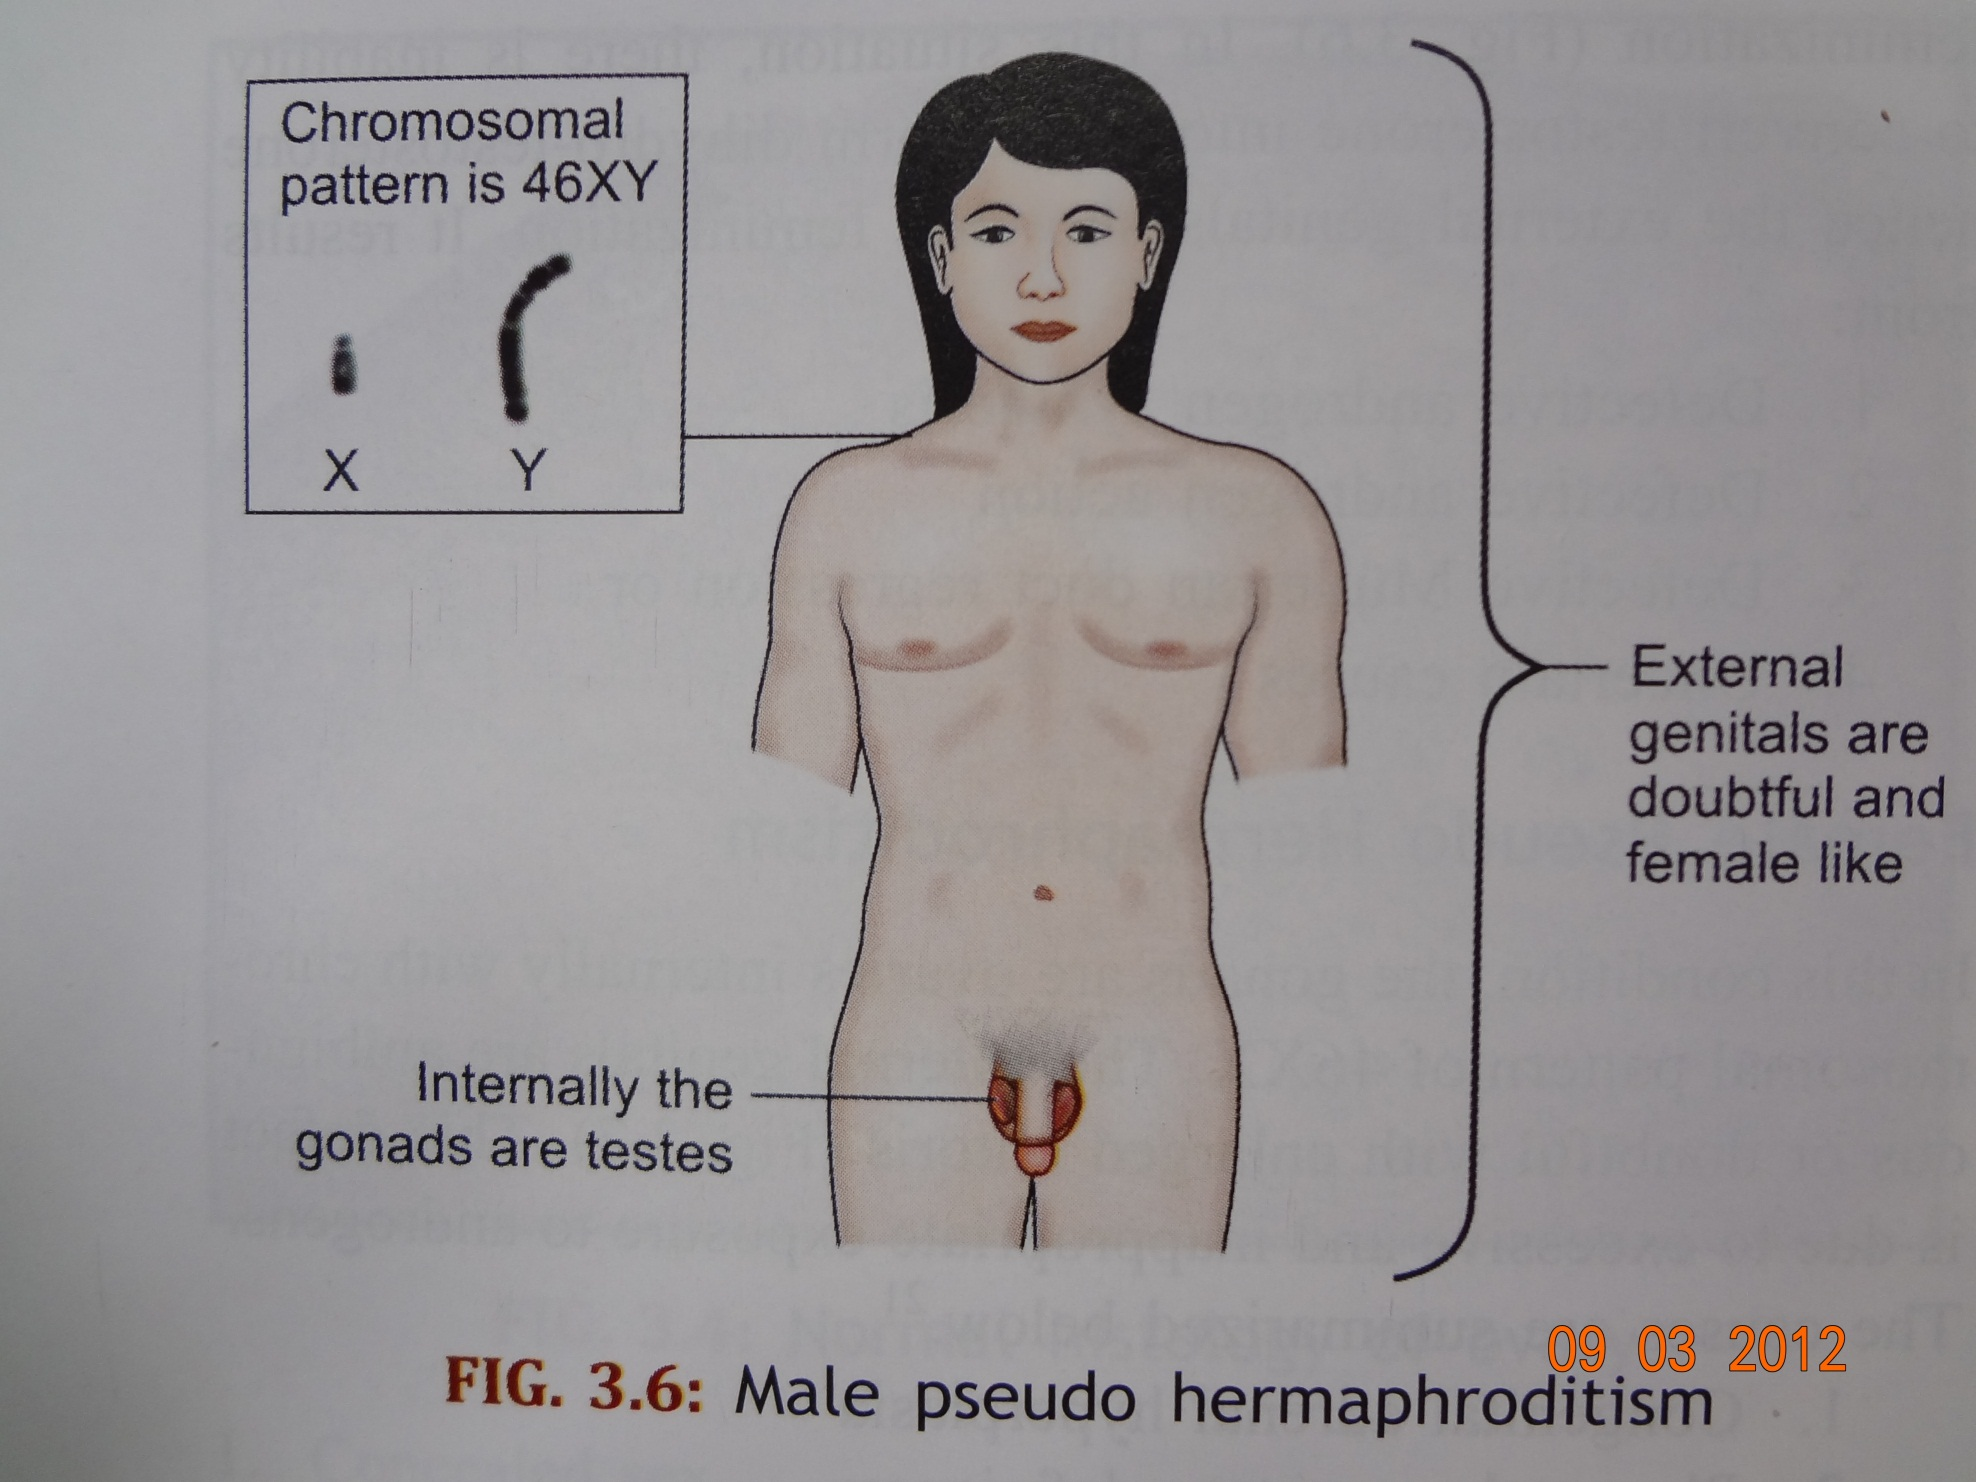 Chromosomal
pattern is 46XY
X Y
External
genitals are
doubtful and
female like
Internally the
gonads are testes
09 03 2012
FIG. 3.6: Male pseudo hermaphroditism